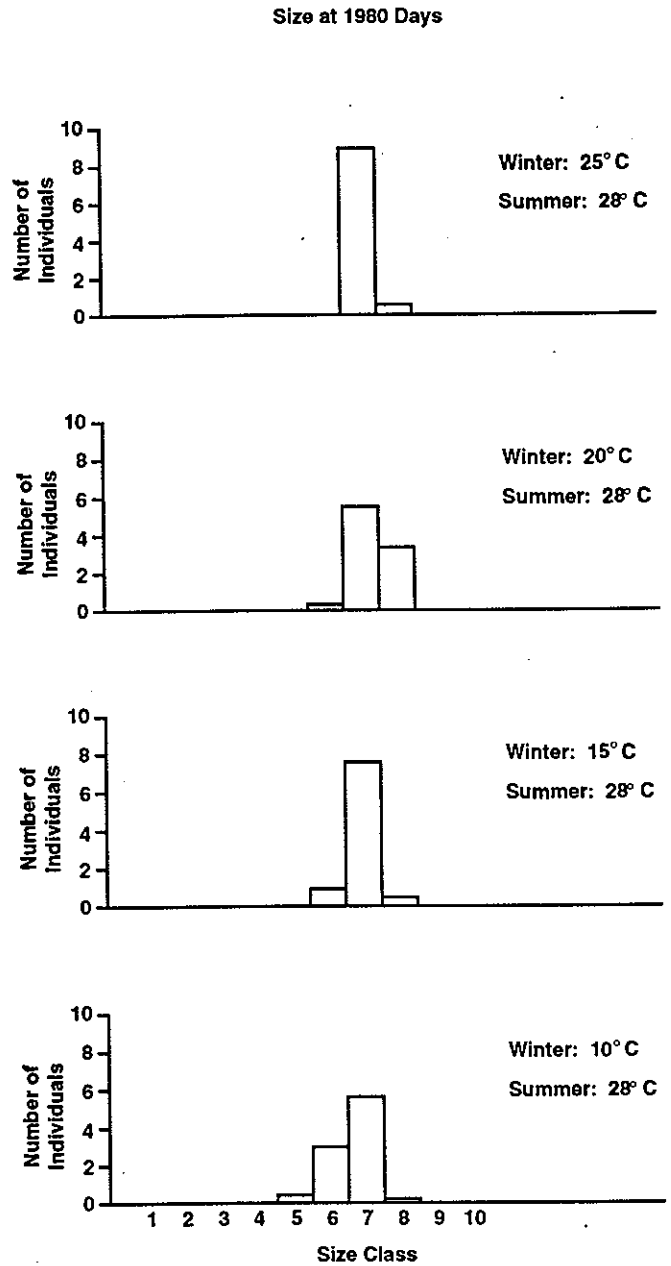 Size at 1980 Days
10
8
6
4
2
0
Number of
Individuals
Winter: 25° C
Summer: 28° C
10
8
6
4
2
0
Number of
Individuals
Winter: 20° C
Summer: 28° C
10
8
6
4
2
0
Number of
Individuals
Winter: 15° C
Summer: 28° C
10
8
6
4
2
0
Number of
Individuals
Winter: 10° C
Summer: 28° C
1 2 3 4 5 6 7 8 9 10
Size Class